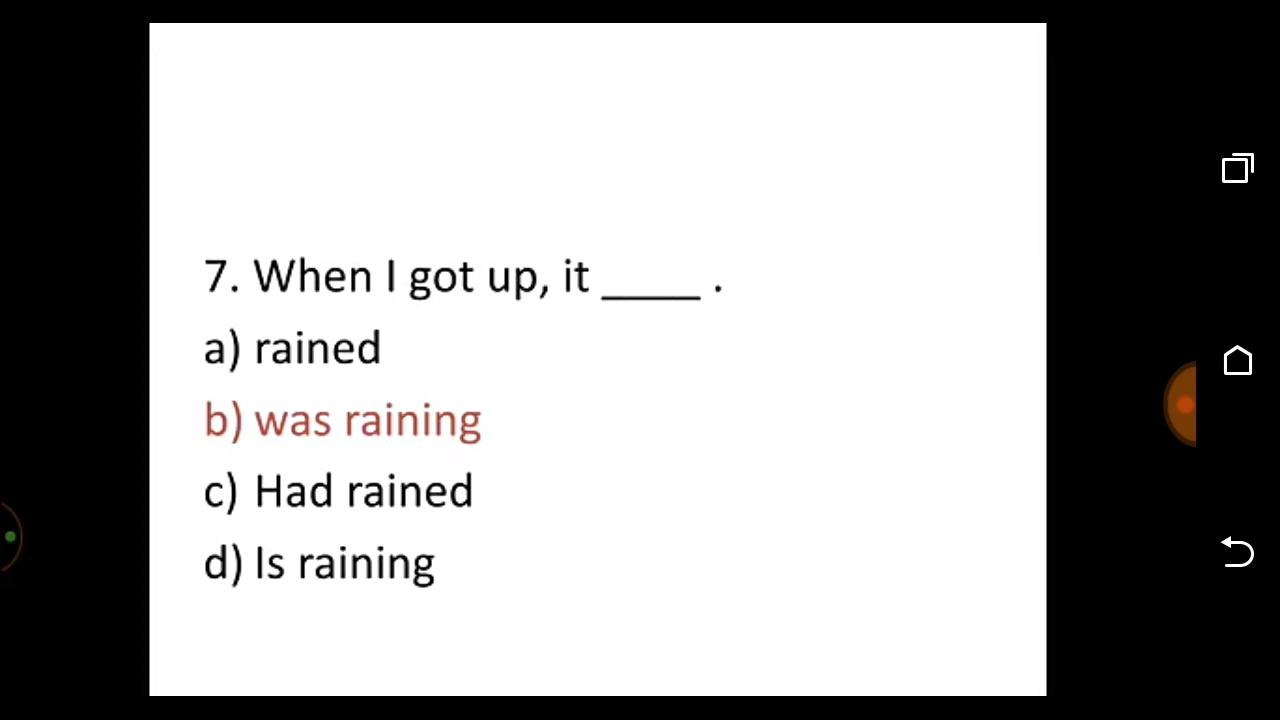 7. When I got up, it _____ .
a) rained
b) was raining
c) Had rained
d) Is raining